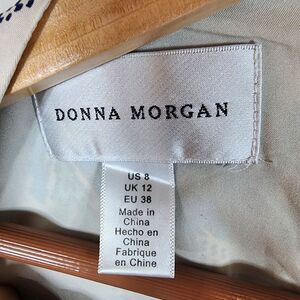 DONNA MORGAN
US 8
UK 12
EU 38
Made in
China
Hecho en
China
Fabrique
en Chine